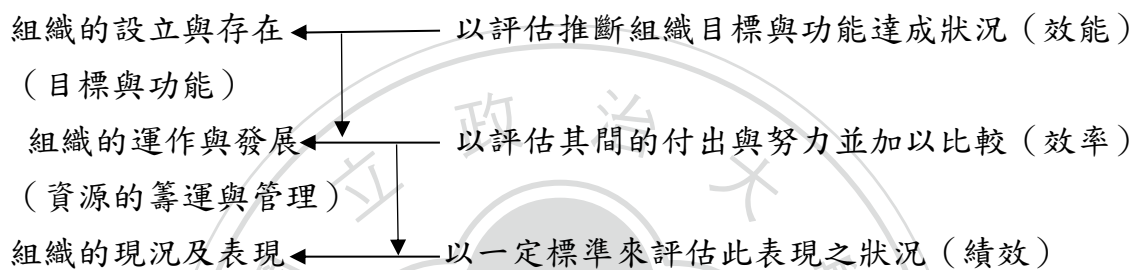 組織的設立與存在 以評估推斷組織目標與功能達成狀況（效能）
（目標與功能）
政 治
組織的運作與發展 以評估其間的付出與努力並加以比較（效率）
立 大
（資源的籌運與管理）
組織的現況及表現 以一定標準來評估此表現之狀況（績效）